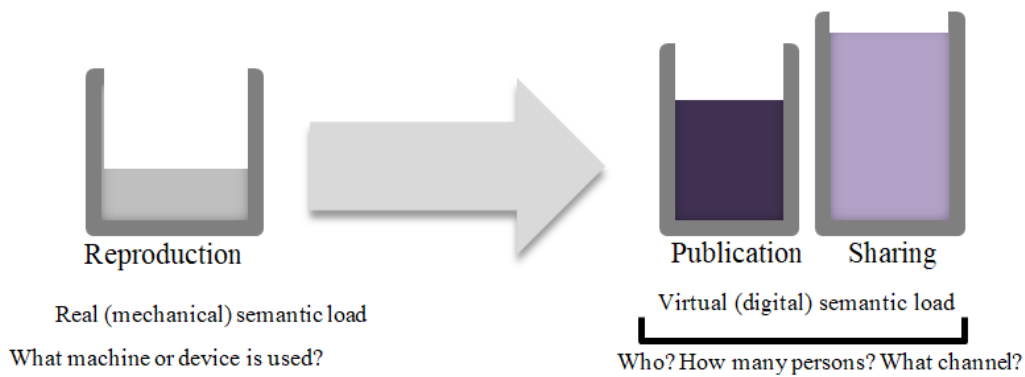 Reproduction
Real (mechanical) semantic load
What machine or device is used?
Publication
Sharing
Virtual (digital) semantic load
Who? How many persons? What channel?